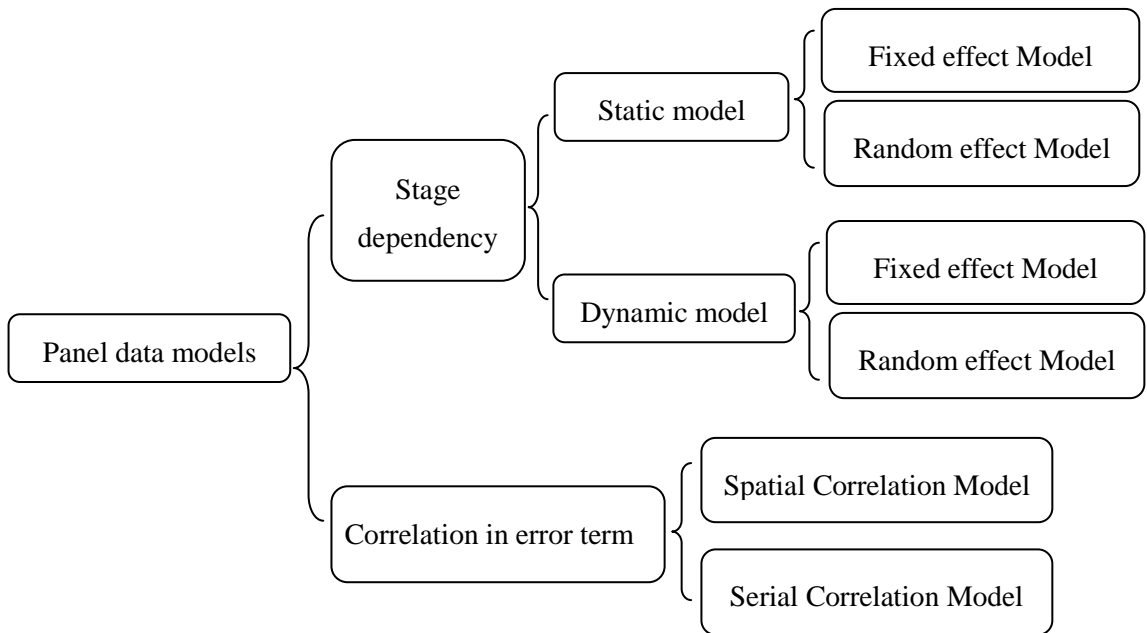 Panel data models
Stage
dependency
Static model
Fixed effect Model
Random effect Model
Dynamic model
Fixed effect Model
Random effect Model
Correlation in error term
Spatial Correlation Model
Serial Correlation Model